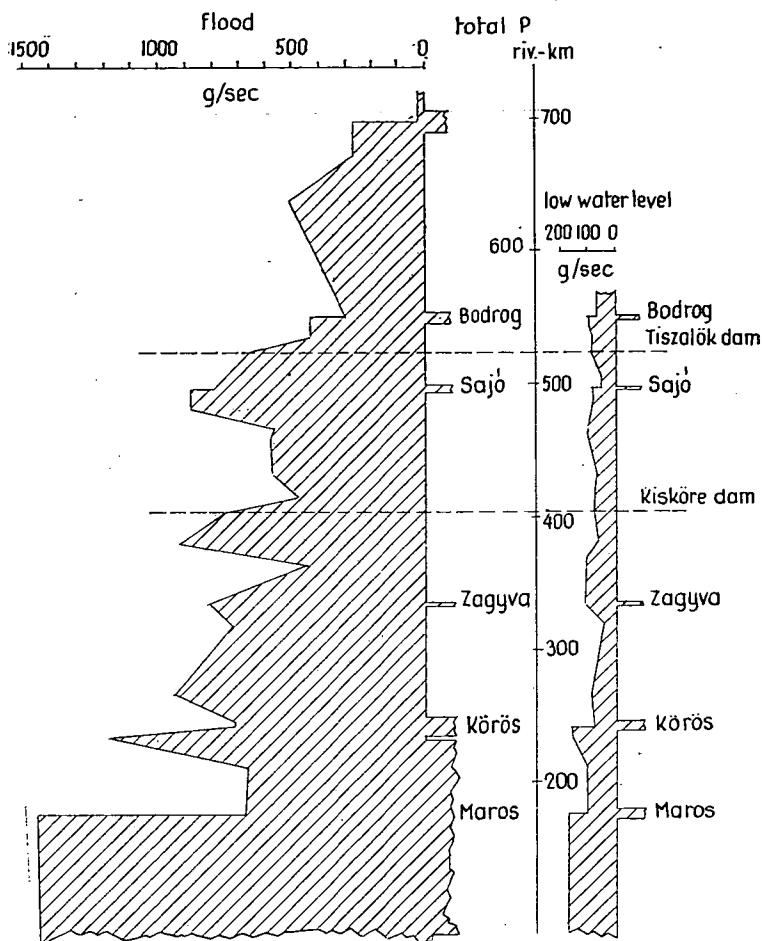 flood
1500 1000 500 0
g/sec
total P
riv.-km
700
low water level
200 100 0
600
g/sec
Bodrog
Bodrog
Tiszalök dam
500
Sajó
Sajó
Kisköre dam
400
Zagyva
Zagyva
300
Körös
Körös
200
Maros
Maros